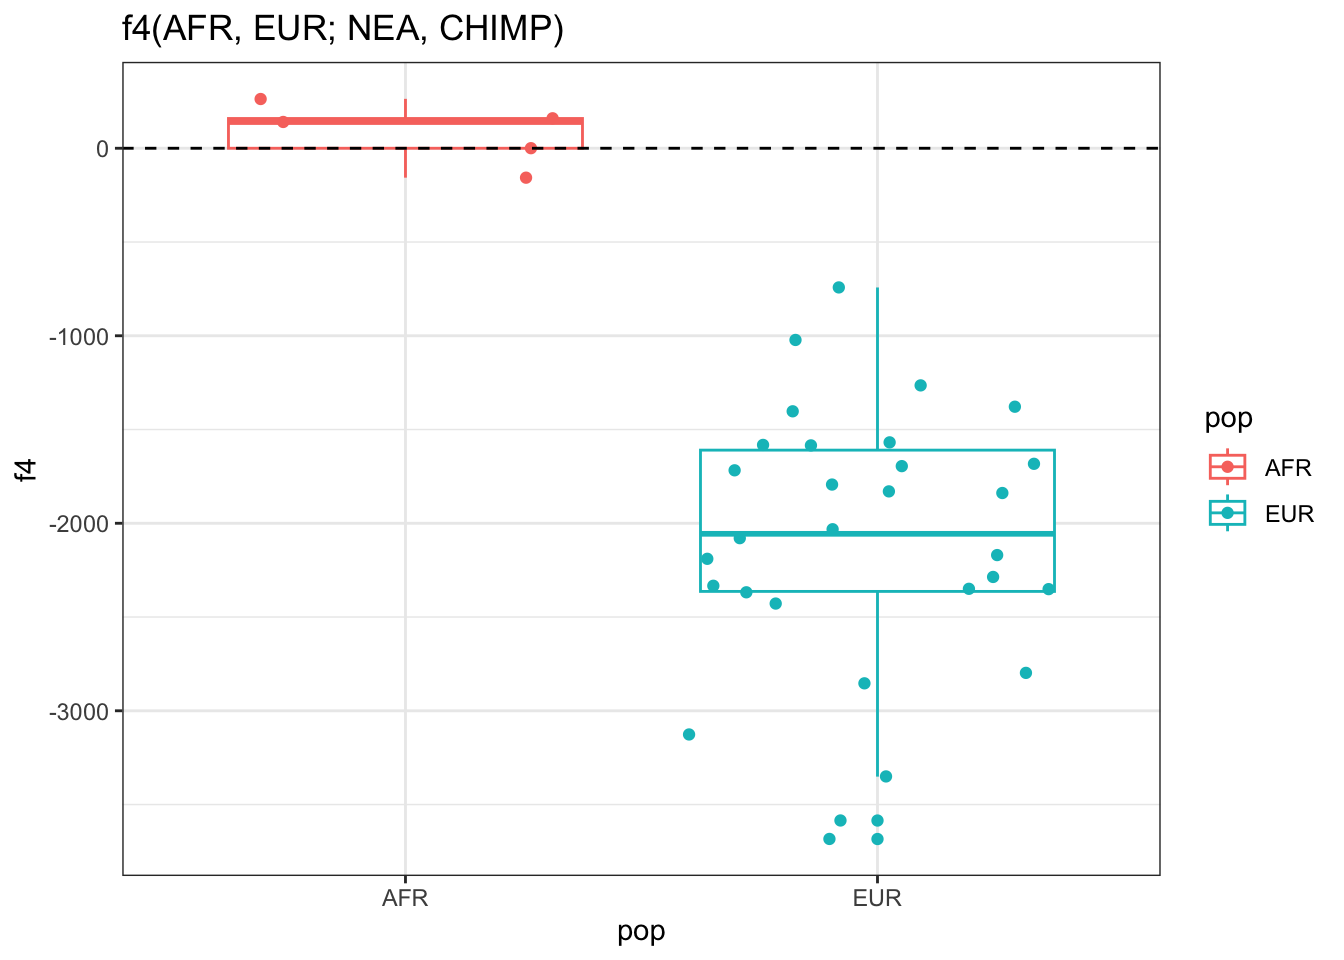 f4(AFR, EUR; NEA, CHIMP)
0
-1000
-2000
-3000
f4
AFR
EUR
pop
pop
AFR
EUR